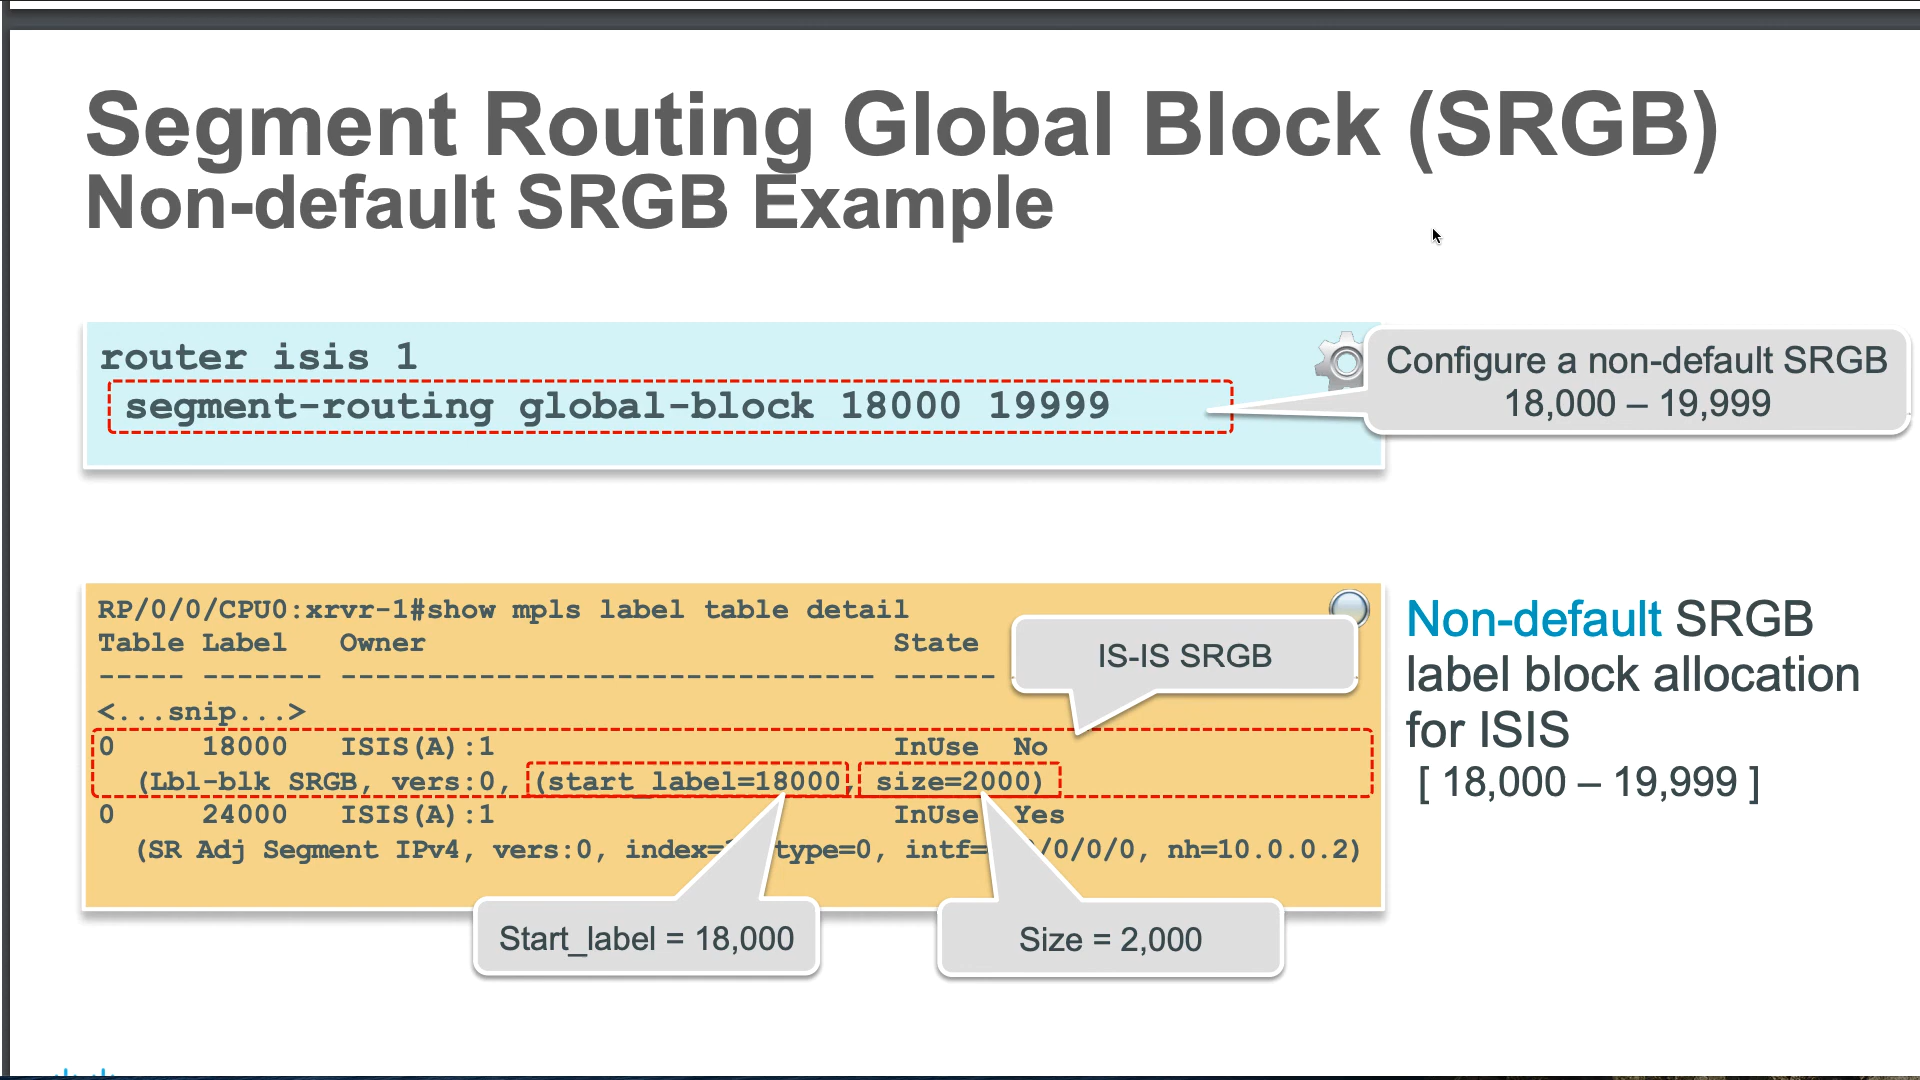 Segment Routing Global Block (SRGB)
Non-default SRGB Example
router isis 1
segment-routing global-block 18000 19999
Configure a non-default SRGB
18,000 – 19,999
RP/0/0/CPU0:xrvr-1#show mpls label table detail
Table Label Owner State
----- ------- ------------------------------- ------
IS-IS SRGB
<...snip...>
0 18000 ISIS(A):1 InUse No
(Lbl-blk SRGB, vers:0, (start_label=18000, size=2000)
0 24000 ISIS(A):1 InUse Yes
(SR Adj Segment IPv4, vers:0, index= type=0, intf= /0/0/0, nh=10.0.0.2)
Start_label = 18,000
Size = 2,000
Non-default SRGB
label block allocation
for ISIS
[ 18,000 – 19,999 ]